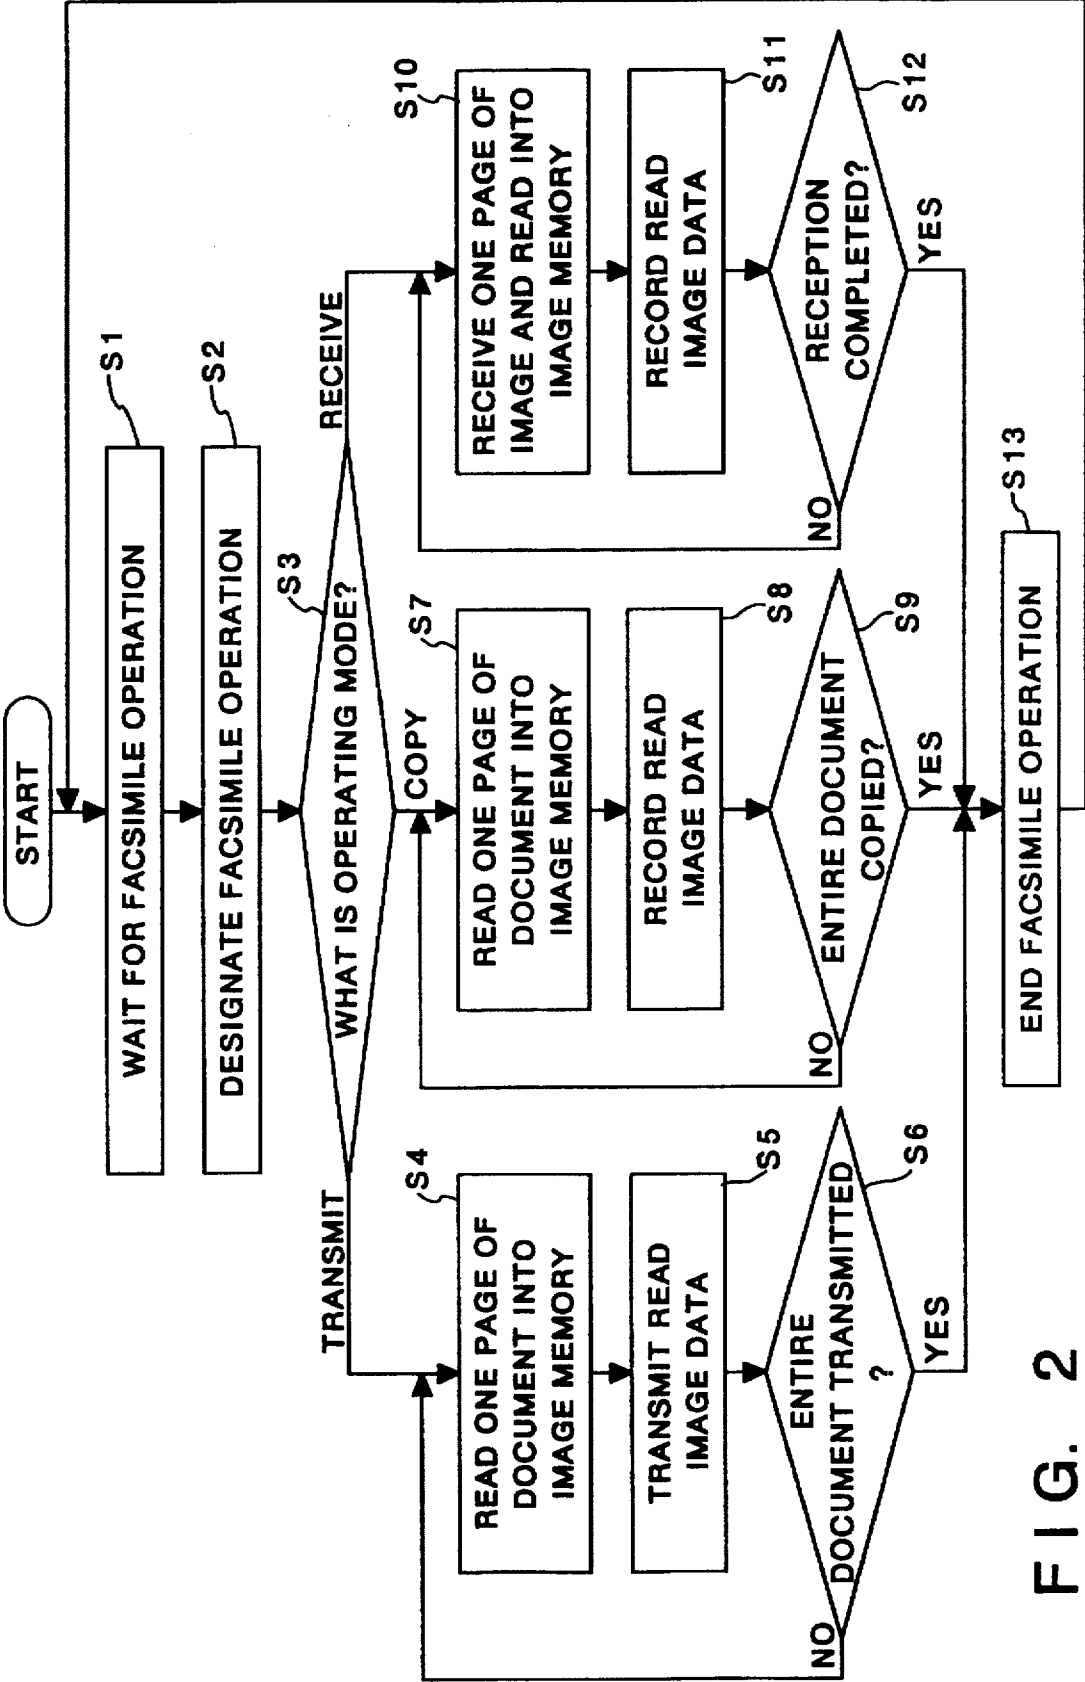 START
WAIT FOR FACSIMILE OPERATION
S1
DESIGNATE FACSIMILE OPERATION
S2
WHAT IS OPERATING MODE?
S3
TRANSMIT
COPY
RECEIVE
READ ONE PAGE OF
DOCUMENT INTO
IMAGE MEMORY
S4
TRANSMIT READ
IMAGE DATA
S5
ENTIRE
DOCUMENT TRANSMITTED
?
S6
NO
YES
READ ONE PAGE OF
DOCUMENT INTO
IMAGE MEMORY
S7
RECORD READ
IMAGE DATA
S8
ENTIRE DOCUMENT
COPIED?
S9
NO
YES
RECEIVE ONE PAGE OF
IMAGE AND READ INTO
IMAGE MEMORY
S10
RECORD READ
IMAGE DATA
S11
RECEPTION
COMPLETED?
S12
NO
YES
END FACSIMILE OPERATION
S13
FIG. 2